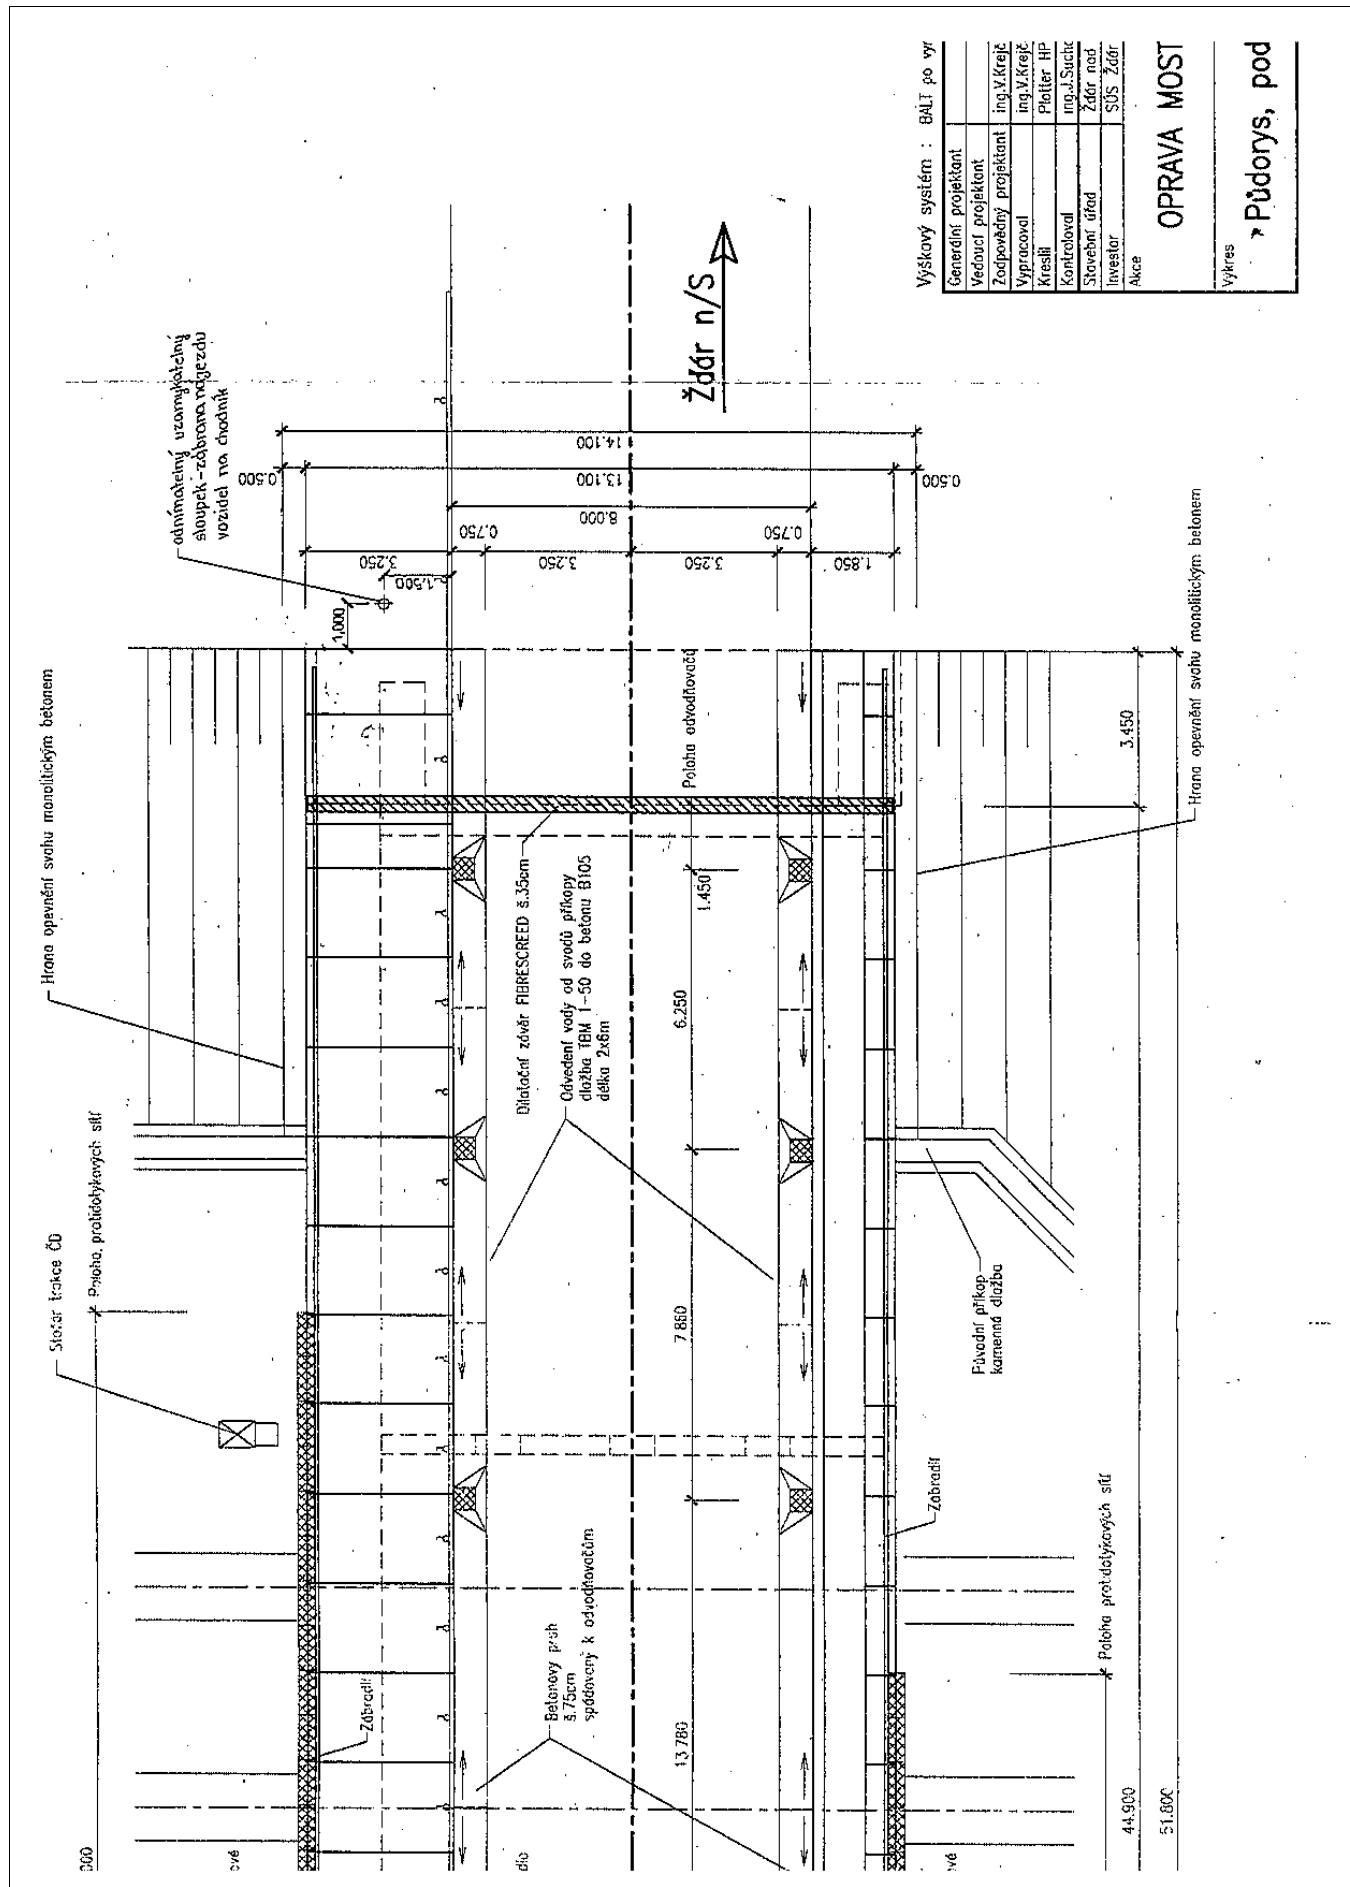 Výškový systém : BALT po vyr
Generální projektant
Vedoucí projektant
Zodpovědný projektant ing.V.Krejč
Vypracoval ing.V.Krejč
Kreslil Plotter HP
Kontroloval ing.J.Sucho
Stavební úřad Žďár nad
Investor SÚS Žďár
Akce
OPRAVA MOST
Výkres
Půdorys, pod
Žďár n/S
odnímatelný uzamykatelný
sloupek-zábrana nájezdu
vozidel na chodník
0.500
14.100
13.100
0.500
8.000
0.750
0.750
3.250
3.250
3.250
1.850
1.500
1,000
Hrana opevnění svahu monolitickým betonem
Hrana opevnění svahu monolitickým betonem
Poloha odvodňovačů
3.450
1.450
6.250
7.860
13.780
Dilatační závěr FIBRESCREED š.35cm
Odvedení vody od svodů příkopy
dlažba TBM 1-50 do betonu B105
délka 2x6m
Poloha protidotykových sítí
Stožár trakce ČD
Původní příkop
kamenná dlažba
Zábradlí
Zábradlí
Betonový práh
š.75cm
spádovaný k odvodňovačům
Poloha protidotykových sítí
44.900
51.800
000
ové
dlo
vé